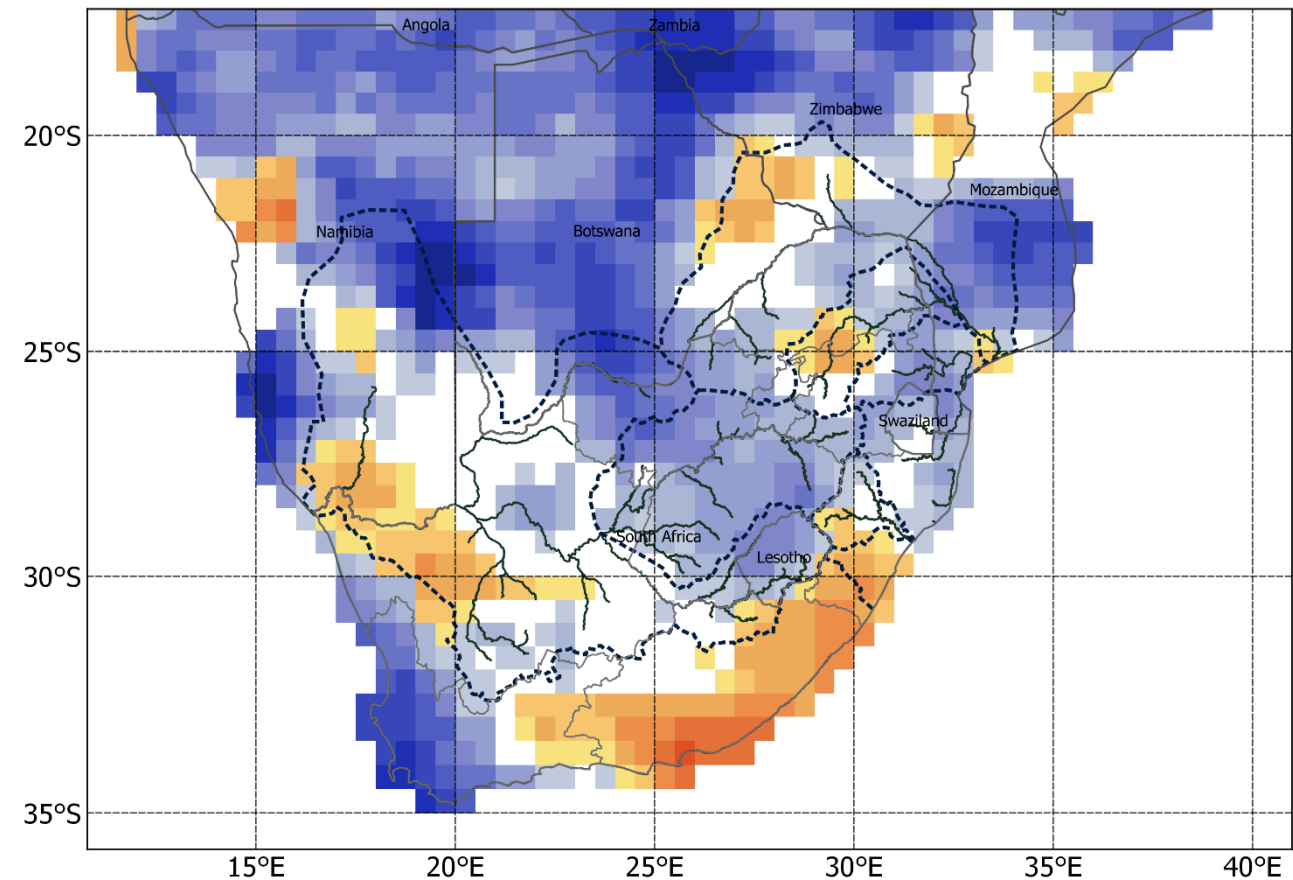 Angola
Zambia
Zimbabwe
20°S
Mozambique
Namibia
Botswana
25°S
Swaziland
South Africa
Lesotho
30°S
35°S
15°E
20°E
25°E
30°E
35°E
40°E